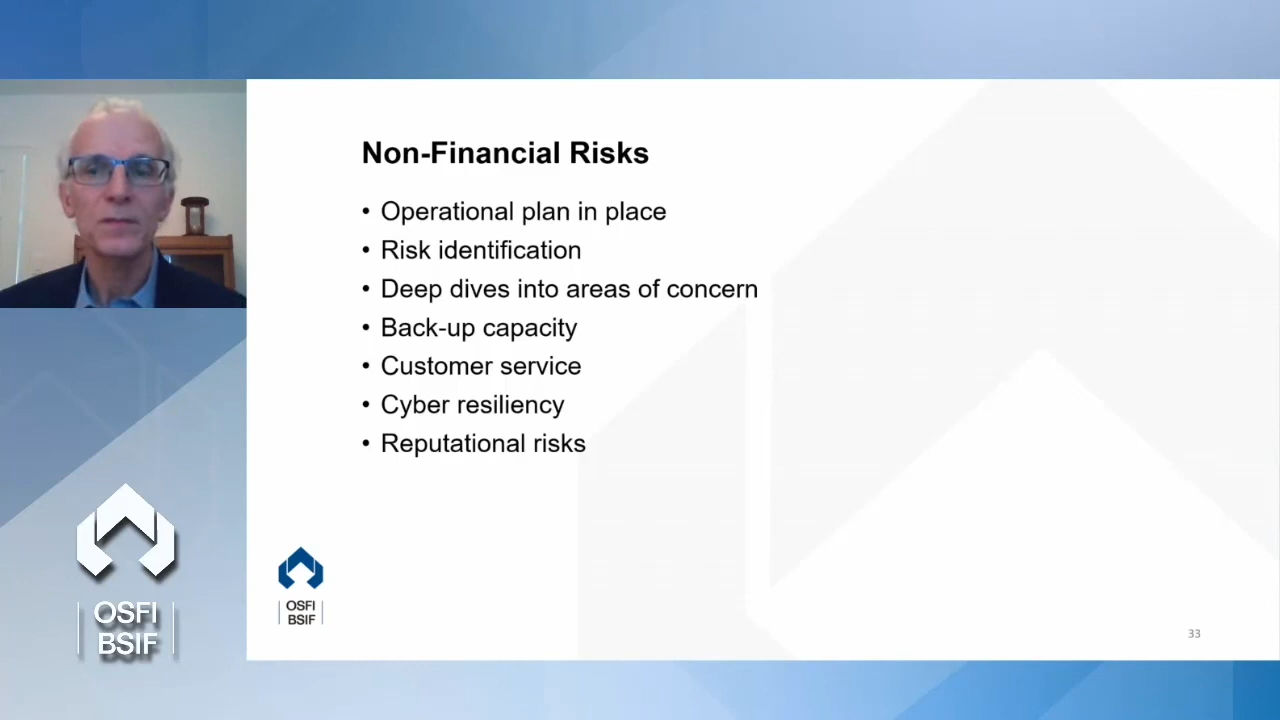 Non-Financial Risks
• Operational plan in place
• Risk identification
• Deep dives into areas of concern
• Back-up capacity
• Customer service
• Cyber resiliency
• Reputational risks
OSFI
BSIF
33
OSFI
BSIF